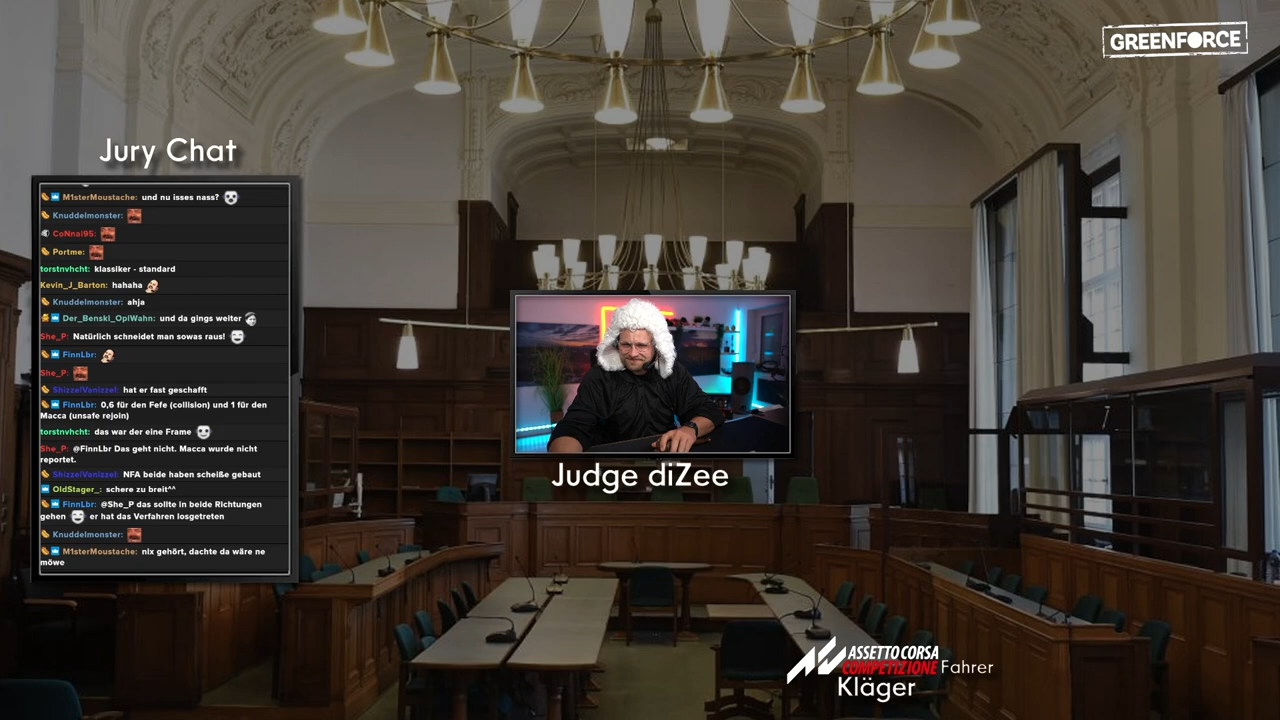 GREENFORCE
Jury Chat
M1sterMoustache: und nu isses nass?
Knuddelmonster:
CoNnai95:
Portme:
torstnvhcht: klassiker - standard
Kevin_J_Barton: hahaha
Knuddelmonster: ahja
Der_Benski_OplWahn: und da gings weiter
She_P: Natürlich schneidet man sowas raus!
FinnLbr:
She_P:
ShizzelVanizzel: hat er fast geschafft
FinnLbr: 0,6 für den Fefe (collision) und 1 für den
Macca (unsafe rejoin)
torstnvhcht: das war der eine Frame
She_P: @FinnLbr Das geht nicht. Macca wurde nicht
reportet.
ShizzelVanizzel: NFA beide haben scheiße gebaut
OldStager_: schere zu breit^^
FinnLbr: @She_P das sollte in beide Richtungen
gehen er hat das Verfahren losgetreten
Knuddelmonster:
M1sterMoustache: nix gehört, dachte da wäre ne
möwe
Judge diZee
ASSETTO CORSA
COMPETIZIONE Fahrer
Kläger